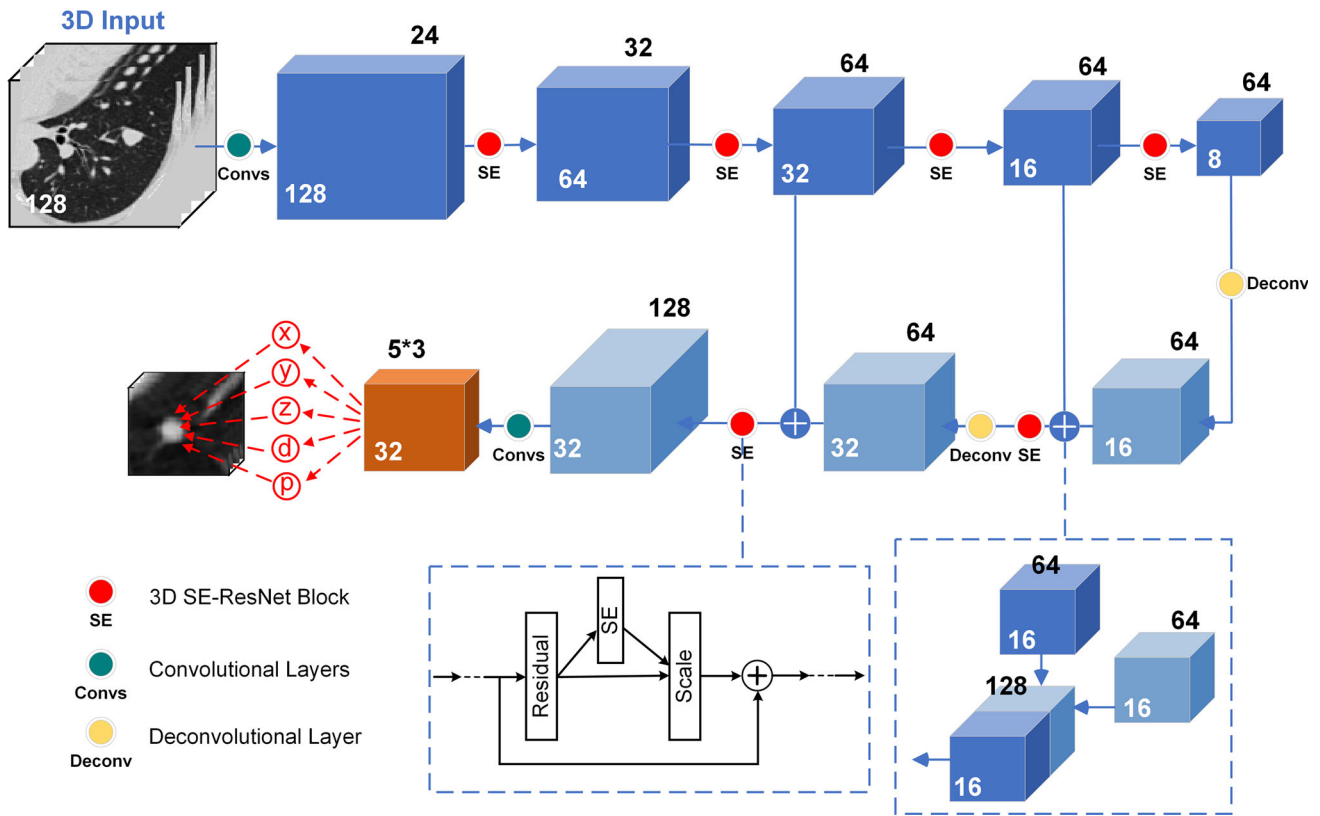 3D Input
128
Convs
24
128
SE
32
64
SE
64
32
SE
64
16
SE
64
8
Deconv
64
16
SE
Deconv
64
32
SE
128
32
Convs
5*3
32
x
y
z
d
p
SE
3D SE-ResNet Block
Convs
Convolutional Layers
Deconv
Deconvolutional Layer
Residual
SE
Scale
64
16
64
16
128
16